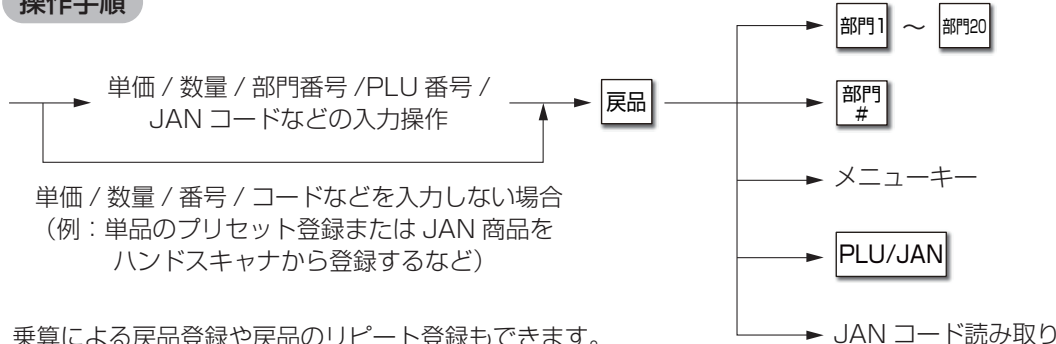 操作手順
単価 / 数量 / 部門番号 /PLU 番号 /
JAN コードなどの入力操作
戻品
部門1 ～ 部門20
部門
#
メニューキー
PLU/JAN
JAN コード読み取り
単価 / 数量 / 番号 / コードなどを入力しない場合
（例：単品のプリセット登録または JAN 商品を
ハンドスキャナから登録するなど）
乗算による戻品登録や戻品のリピート登録もできます。